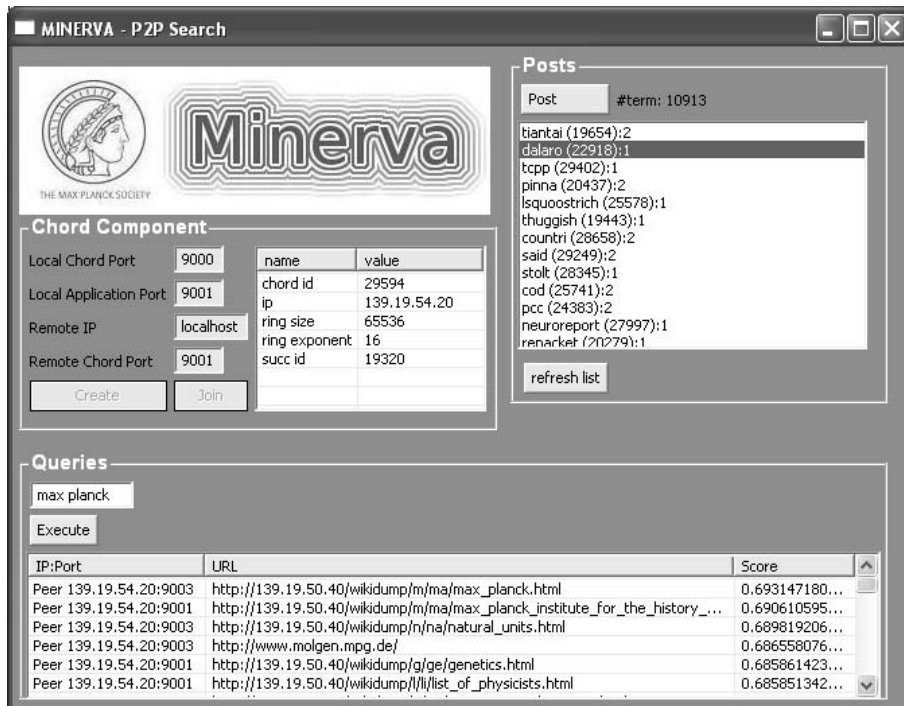 MINERVA - P2P Search
THE MAX PLANCK SOCIETY
Minerva
Chord Component
Local Chord Port 9000
Local Application Port 9001
Remote IP localhost
Remote Chord Port 9001
Create Join
name value
chord id 29594
ip 139.19.54.20
ring size 65536
ring exponent 16
succ id 19320
Posts
Post #term: 10913
tiantai (19654):2
dalaro (22918):1
tcpp (29402):1
pinna (20437):2
lsquoostrich (25578):1
thuggish (19443):1
countri (28658):2
said (29249):2
stolt (28345):1
cod (25741):2
pcc (24383):2
neuroreport (27997):1
renacket (20279):1
refresh list
Queries
max planck
Execute
IP:Port URL Score
Peer 139.19.54.20:9003 http://139.19.50.40/wikidump/m/ma/max_planck.html 0.693147180...
Peer 139.19.54.20:9001 http://139.19.50.40/wikidump/m/ma/max_planck_institute_for_the_history_... 0.690610595...
Peer 139.19.54.20:9003 http://139.19.50.40/wikidump/n/na/natural_units.html 0.689819206...
Peer 139.19.54.20:9003 http://www.molgen.mpg.de/ 0.686558076...
Peer 139.19.54.20:9001 http://139.19.50.40/wikidump/g/ge/genetics.html 0.685861423...
Peer 139.19.54.20:9001 http://139.19.50.40/wikidump/l/li/list_of_physicists.html 0.685851342...